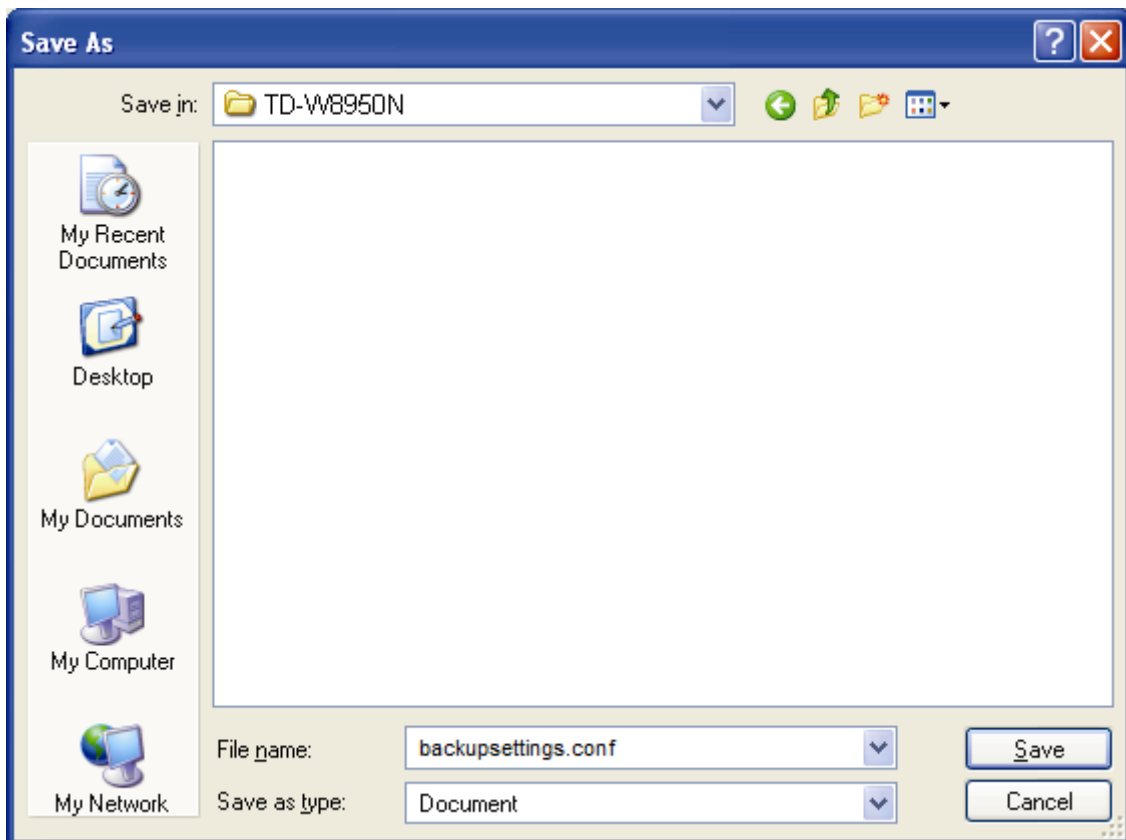 Save As
Save in: TD-W8950N
My Recent
Documents
Desktop
My Documents
My Computer
My Network
File name: backupsettings.conf
Save
Save as type: Document
Cancel